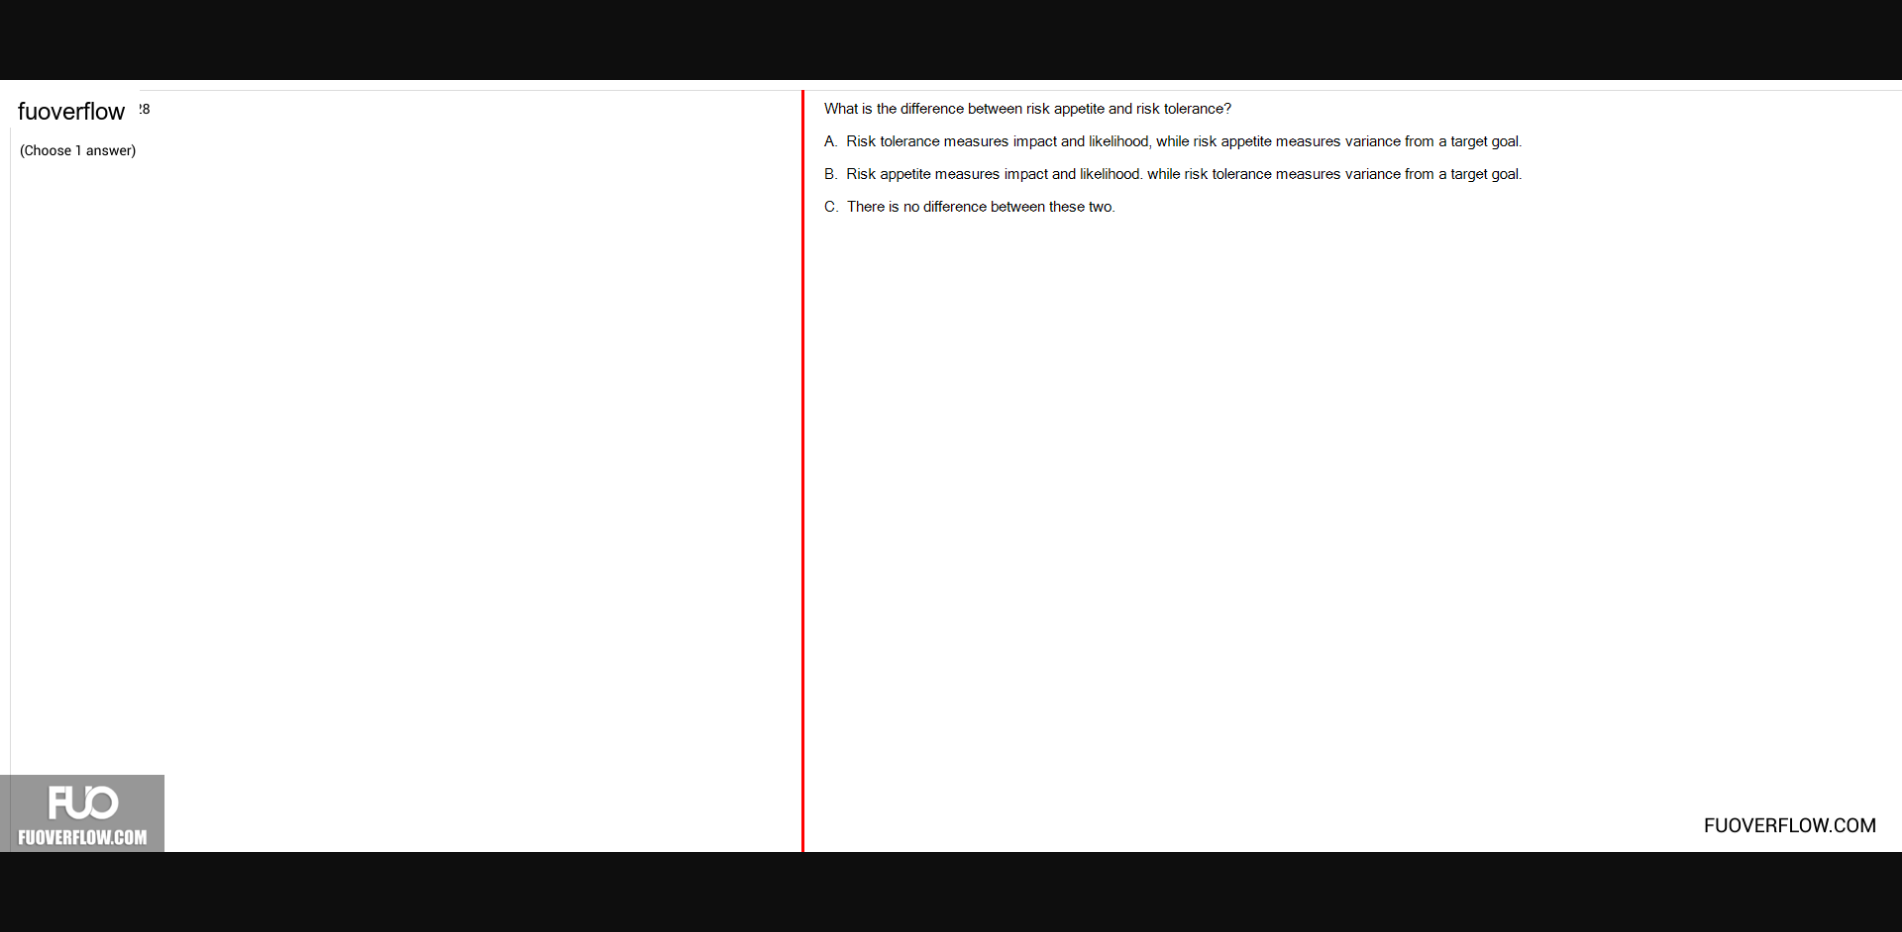 fuoverflow
28
(Choose 1 answer)
What is the difference between risk appetite and risk tolerance?
A. Risk tolerance measures impact and likelihood, while risk appetite measures variance from a target goal.
B. Risk appetite measures impact and likelihood. while risk tolerance measures variance from a target goal.
C. There is no difference between these two.
FUO
FUOVERFLOW.COM
FUOVERFLOW.COM